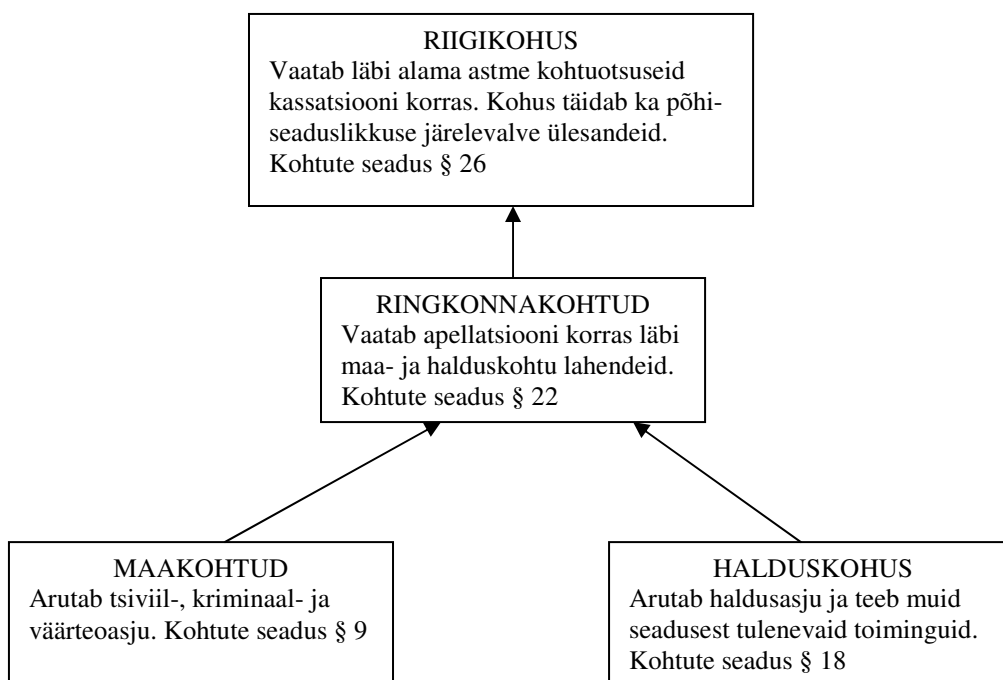 RIIGIKOHUS
Vaatab läbi alama astme kohtuotsuseid
kassatsiooni korras. Kohus täidab ka põhi-
seaduslikkuse järelevalve ülesandeid.
Kohtute seadus § 26
RINGKONNAKOHTUD
Vaatab apellatsiooni korras läbi
maa- ja halduskohtu lahendeid.
Kohtute seadus § 22
MAAKOHTUD
Arutab tsiviil-, kriminaal- ja
väärteoasju. Kohtute seadus § 9
HALDUSKOHUS
Arutab haldusasju ja teeb muid
seadusest tulenevaid toiminguid.
Kohtute seadus § 18